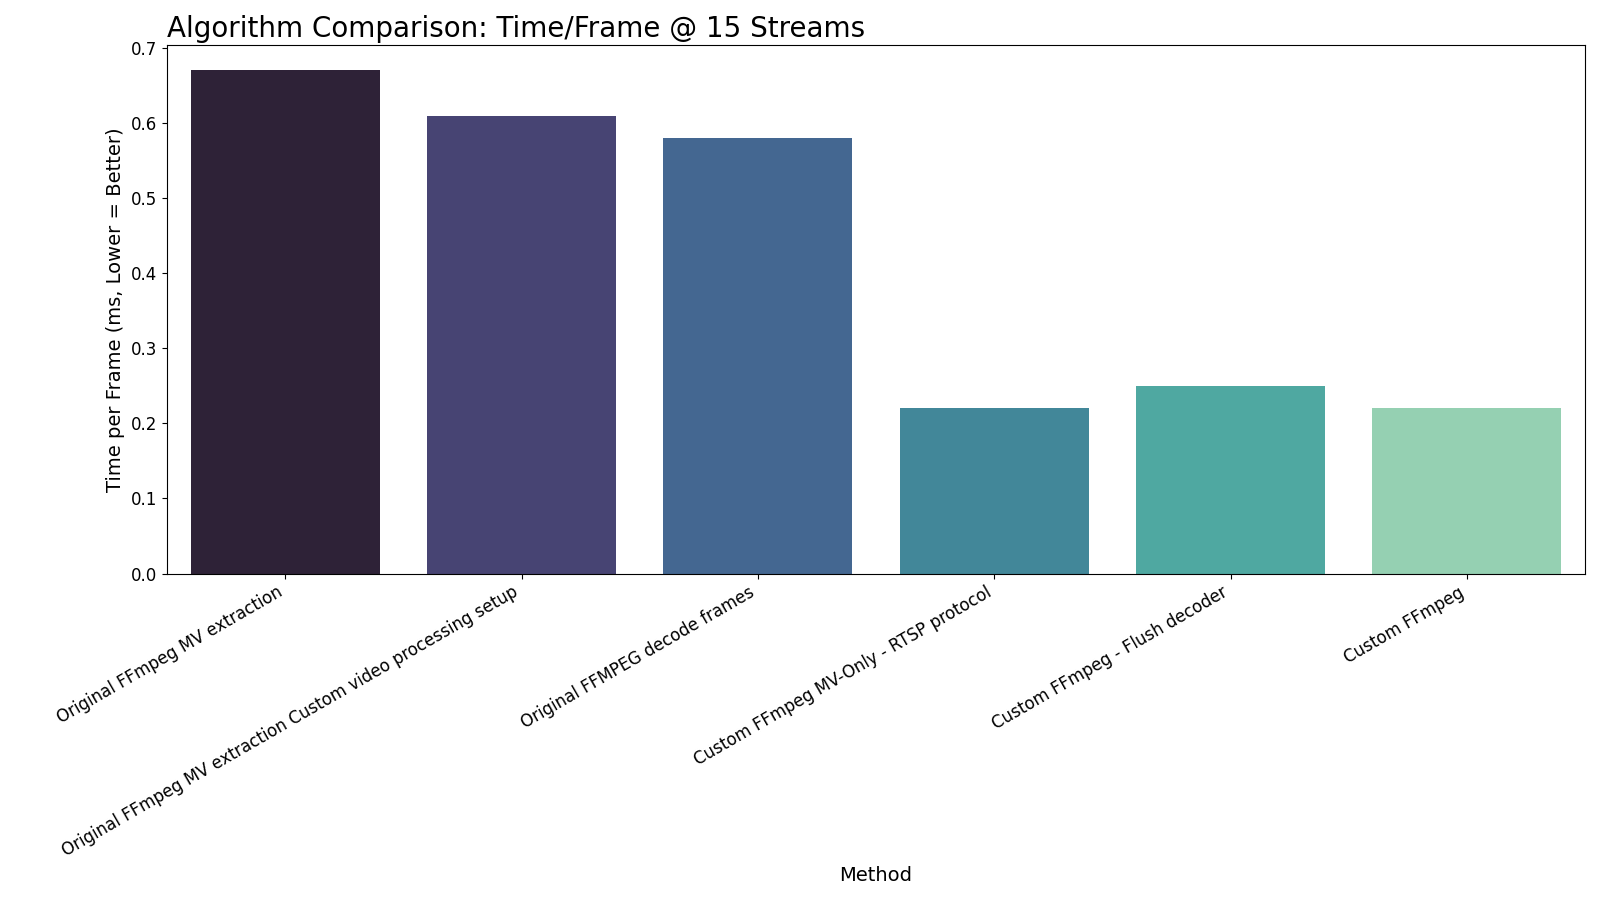 Algorithm Comparison: Time/Frame @ 15 Streams
Time per Frame (ms, Lower = Better)
0.7
0.6
0.5
0.4
0.3
0.2
0.1
0.0
Original FFmpeg MV extraction
Original FFmpeg MV extraction Custom video processing setup
Original FFMPEG decode frames
Custom FFmpeg MV-Only - RTSP protocol
Custom FFmpeg - Flush decoder
Custom FFmpeg
Method